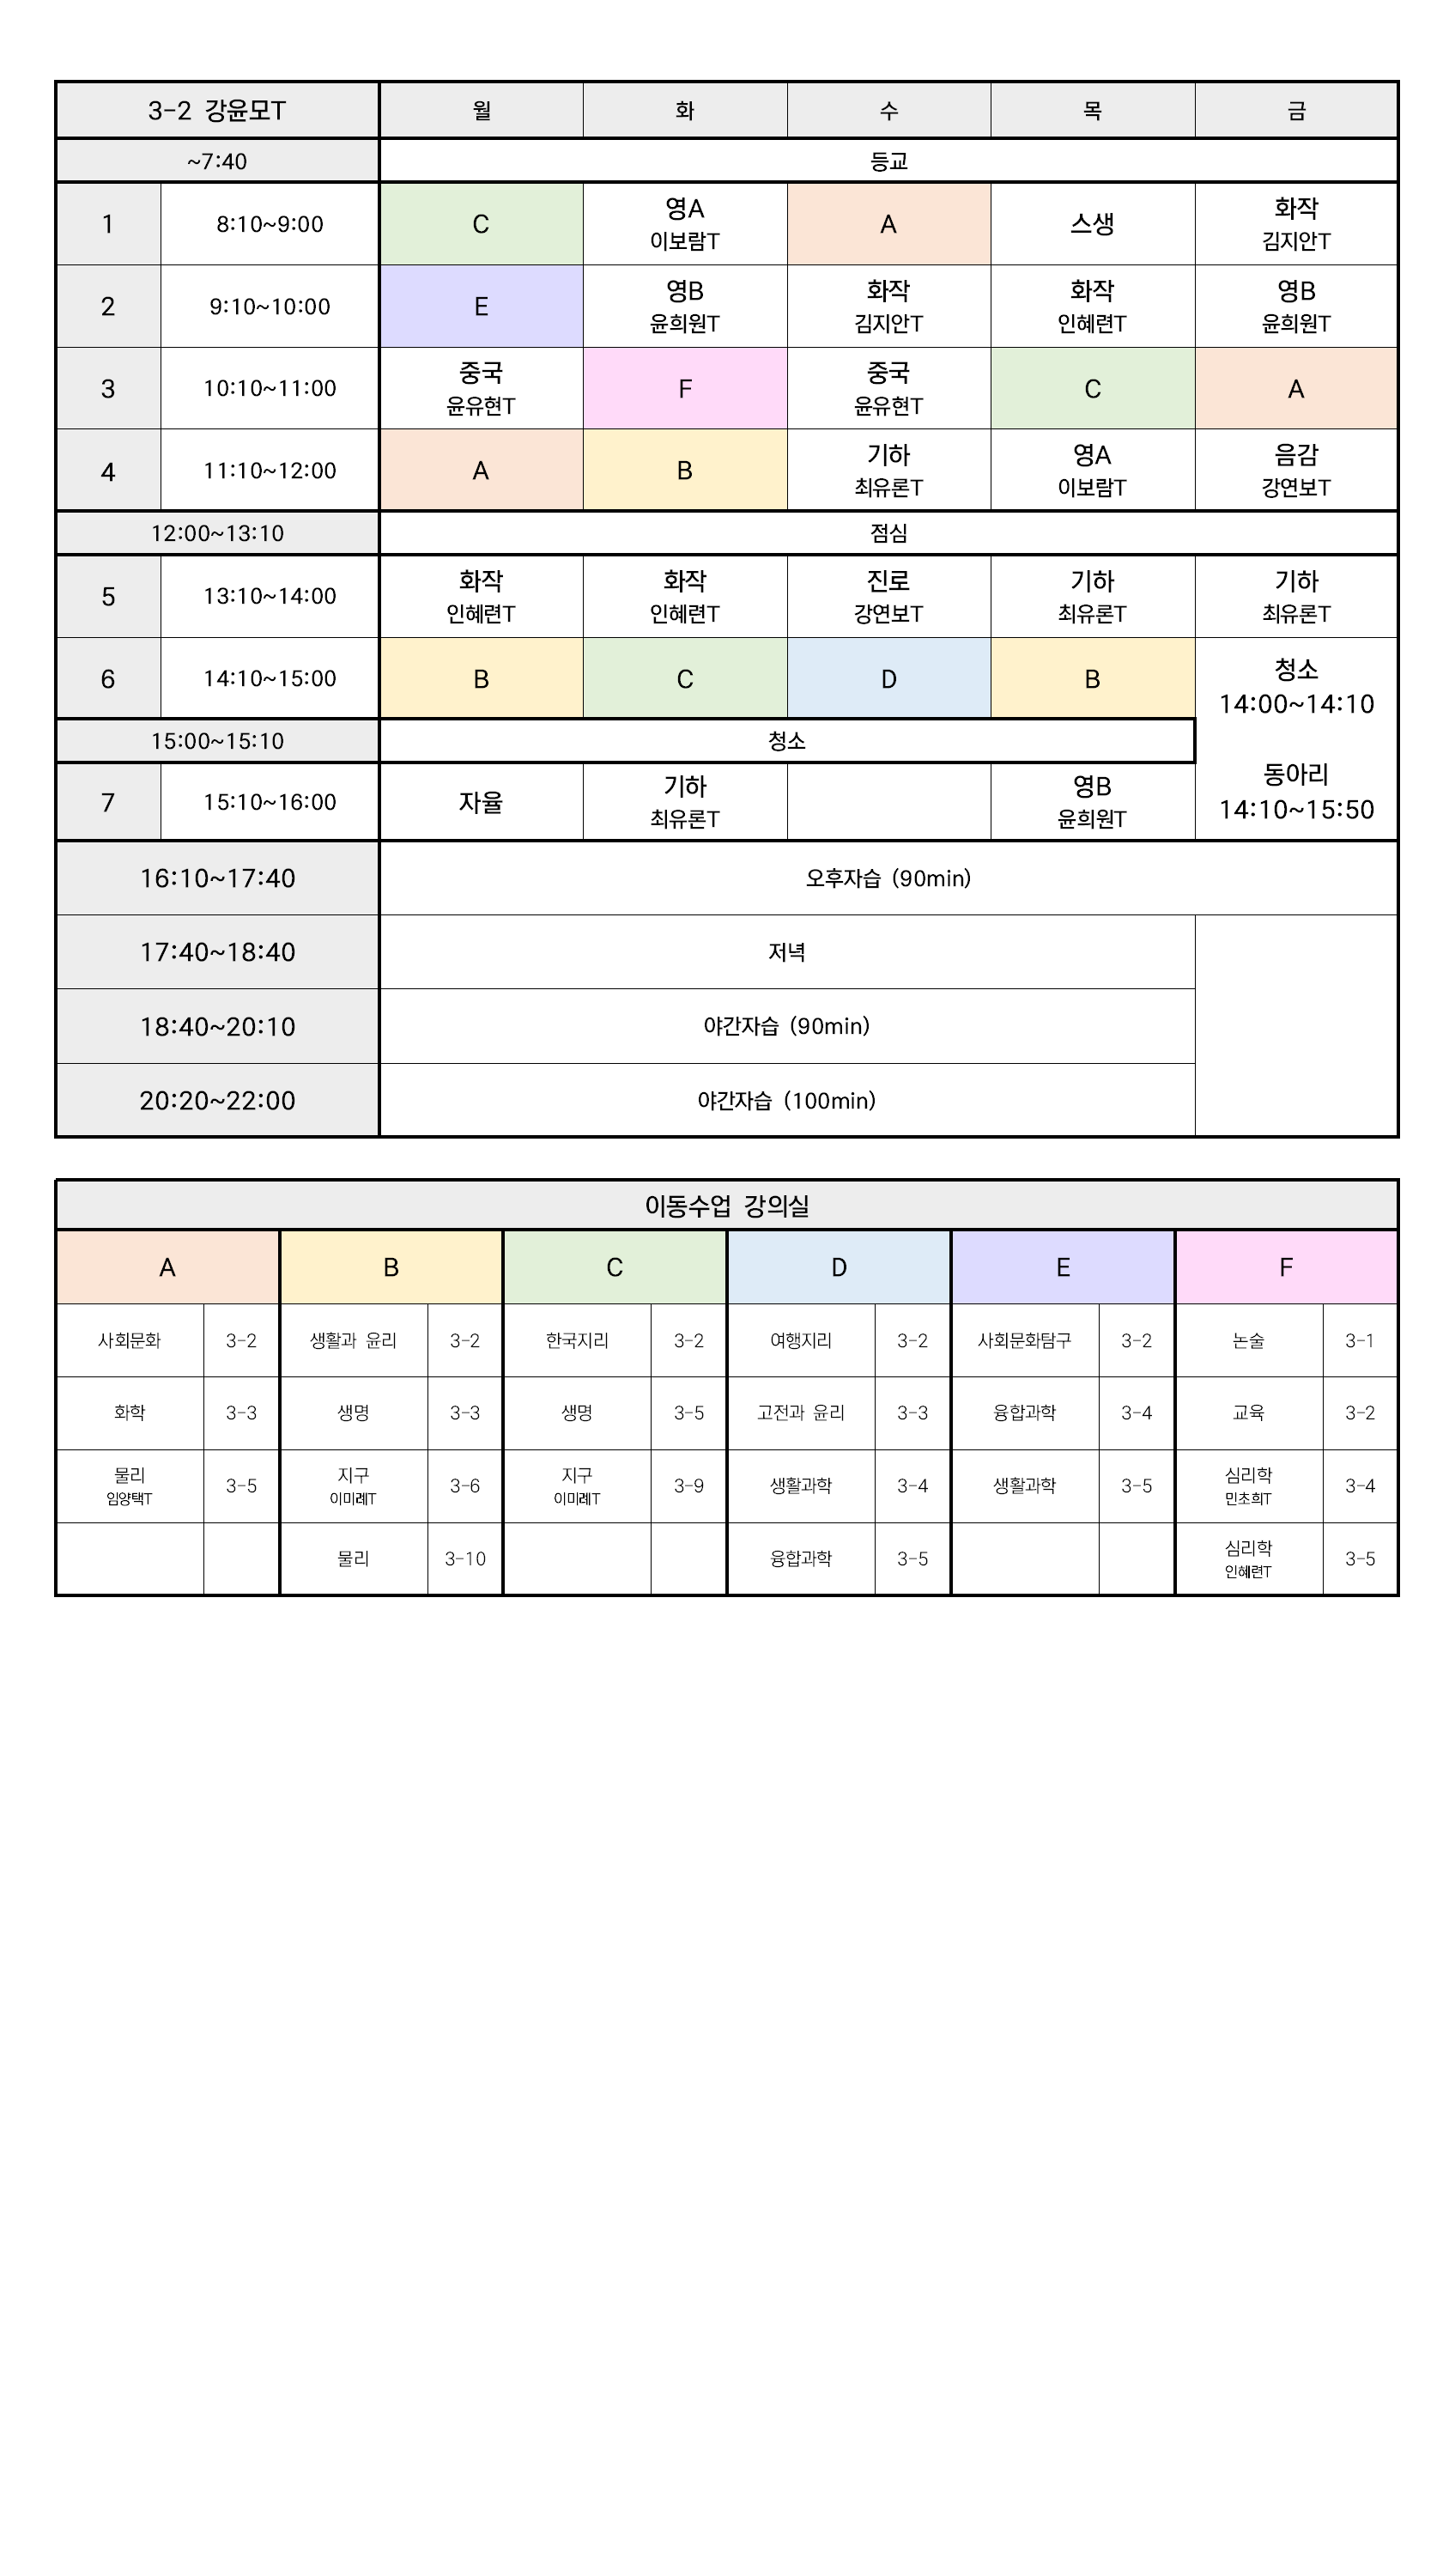 3-2 강윤모T 월 화 수 목 금
~7:40 등교
1 8:10~9:00 C 영A 이보람T A 스생 화작 김지안T
2 9:10~10:00 E 영B 윤희원T 화작 김지안T 화작 인혜련T 영B 윤희원T
3 10:10~11:00 중국 윤유현T F 중국 윤유현T C A
4 11:10~12:00 A B 기하 최유론T 영A 이보람T 음감 강연보T
12:00~13:10 점심
5 13:10~14:00 화작 인혜련T 화작 인혜련T 진로 강연보T 기하 최유론T 기하 최유론T
6 14:10~15:00 B C D B 청소 14:00~14:10
15:00~15:10 청소
7 15:10~16:00 자율 기하 최유론T 영B 윤희원T 동아리 14:10~15:50
16:10~17:40 오후자습 (90min)
17:40~18:40 저녁
18:40~20:10 야간자습 (90min)
20:20~22:00 야간자습 (100min)
이동수업 강의실
A B C D E F
사회문화 3-2 생활과 윤리 3-2 한국지리 3-2 여행지리 3-2 사회문화탐구 3-2 논술 3-1
화학 3-3 생명 3-3 생명 3-5 고전과 윤리 3-3 융합과학 3-4 교육 3-2
물리 임양택T 3-5 지구 이미례T 3-6 지구 이미례T 3-9 생활과학 3-4 생활과학 3-5 심리학 민초희T 3-4
물리 3-10 융합과학 3-5 심리학 인혜련T 3-5